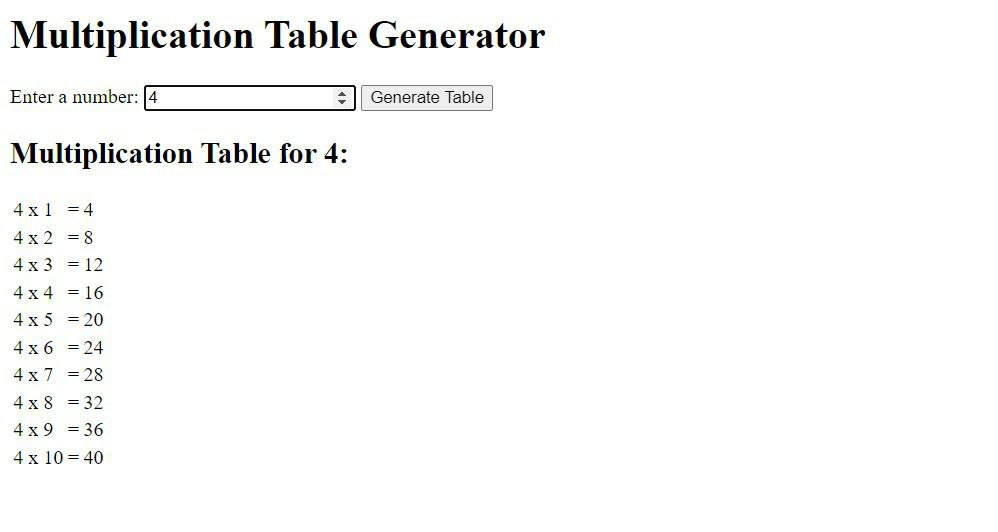 Multiplication Table Generator
Enter a number: 4 Generate Table
Multiplication Table for 4:
4 x 1 = 4
4 x 2 = 8
4 x 3 = 12
4 x 4 = 16
4 x 5 = 20
4 x 6 = 24
4 x 7 = 28
4 x 8 = 32
4 x 9 = 36
4 x 10 = 40